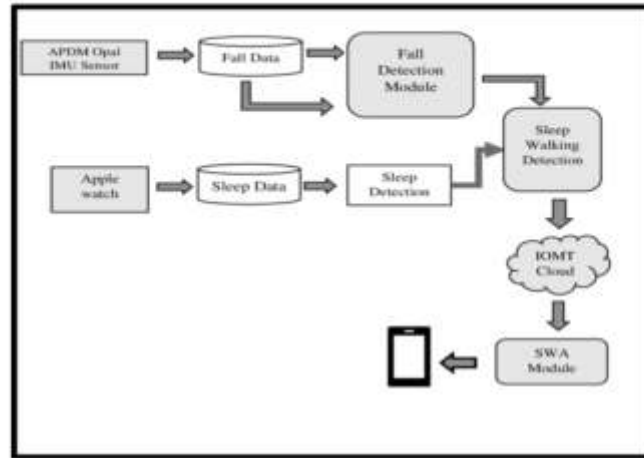 APDM Opal
IMU Sensor
Fall Data
Fall
Detection
Module
Sleep
Walking
Detection
Apple
watch
Sleep Data
Sleep
Detection
IOMT
Cloud
SWA
Module